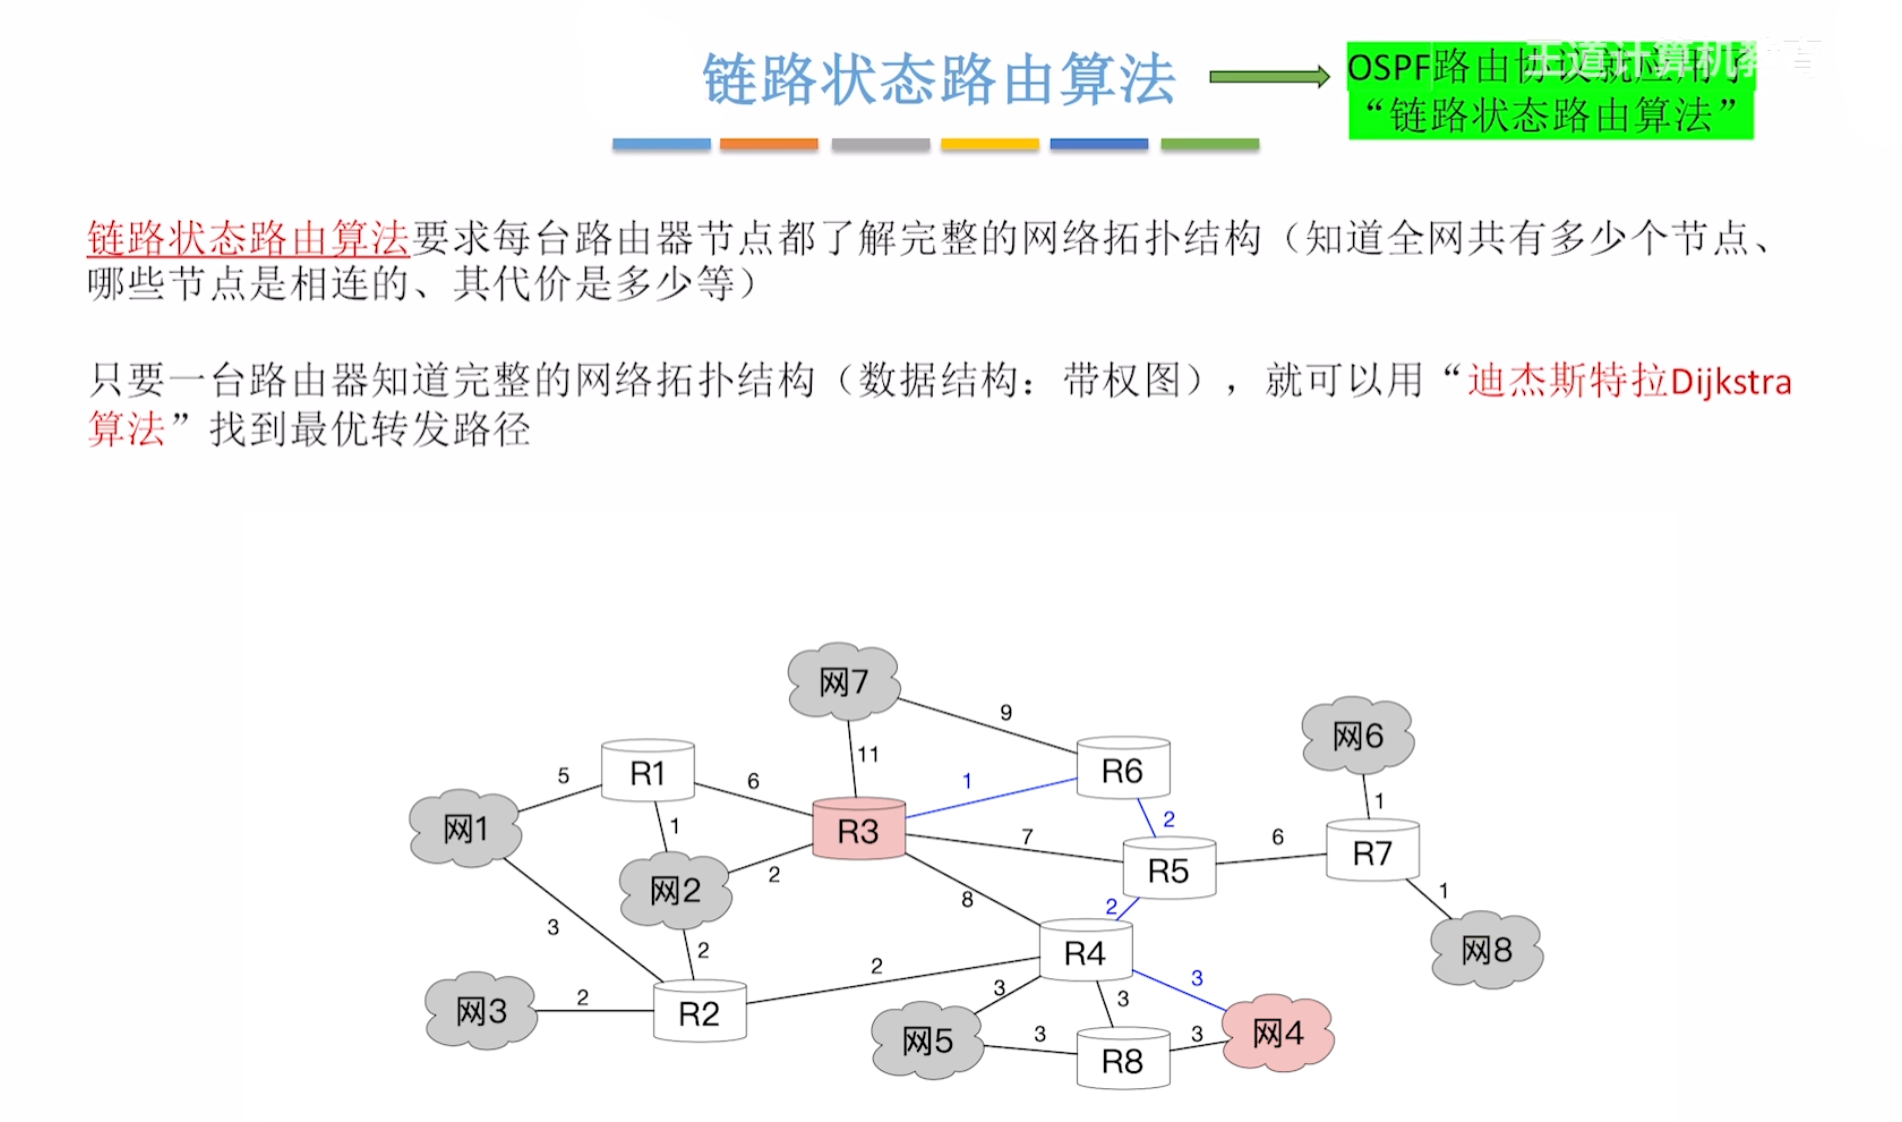 链路状态路由算法
王道计算机教育
OSPF路由协议就应用了
“链路状态路由算法”
链路状态路由算法要求每台路由器节点都了解完整的网络拓扑结构（知道全网共有多少个节点、
哪些节点是相连的、其代价是多少等）
只要一台路由器知道完整的网络拓扑结构（数据结构：带权图），就可以用“迪杰斯特拉Dijkstra
算法”找到最优转发路径
网7
9
网6
11
R1
R6
5
6
1
1
网1
1
R3
2
7
6
R7
网2
2
R5
8
2
1
3
2
R4
网8
2
3
3
3
网3
2
R2
网5
3
R8
3
网4